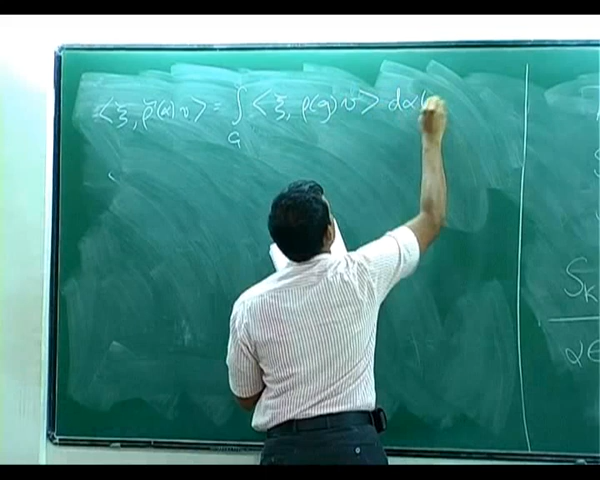 < ξ, ρ̃(α) v > = ∫_G < ξ, ρ(g) v > dα(
S_K
α ∈